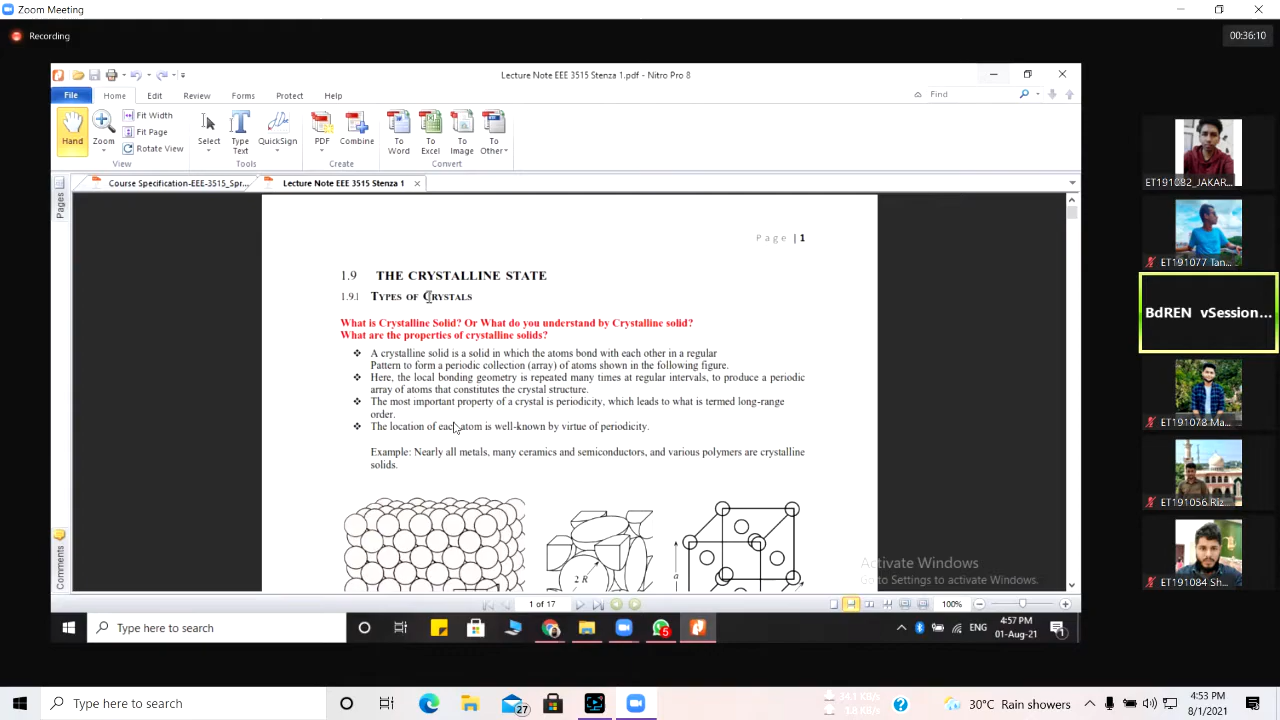 Zoom Meeting
Recording
00:36:10
Lecture Note EEE 3515 Stenza 1.pdf - Nitro Pro 8
File Home Edit Review Forms Protect Help
Find
Hand
Zoom
Fit Width
Fit Page
Rotate View
View
Select
Type Text
QuickSign
Tools
PDF
Combine
Create
To Word
To Excel
To Image
To Other
Convert
Course Specification-EEE-3515_Spr...
Lecture Note EEE 3515 Stenza 1
Pages
Page | 1
1.9 THE CRYSTALLINE STATE
1.9.1 TYPES OF CRYSTALS
What is Crystalline Solid? Or What do you understand by Crystalline solid?
What are the properties of crystalline solids?
❖ A crystalline solid is a solid in which the atoms bond with each other in a regular
Pattern to form a periodic collection (array) of atoms shown in the following figure.
❖ Here, the local bonding geometry is repeated many times at regular intervals, to produce a periodic
array of atoms that constitutes the crystal structure.
❖ The most important property of a crystal is periodicity, which leads to what is termed long-range
order.
❖ The location of each atom is well-known by virtue of periodicity.
Example: Nearly all metals, many ceramics and semiconductors, and various polymers are crystalline
solids.
2 R
a
Comments
Activate Windows
Go to Settings to activate Windows.
1 of 17
100%
Type here to search
5
ENG
4:57 PM
01-Aug-21
1
ET191082_JAKAR...
ET191077 Tan...
BdREN vSession...
ET191078 Ma...
ET191056 Riz...
ET191084 Sh...
Type here to search
27
34.1 KB/s
1.8 KB/s
30°C Rain showers
4:53 PM
8/1/2021